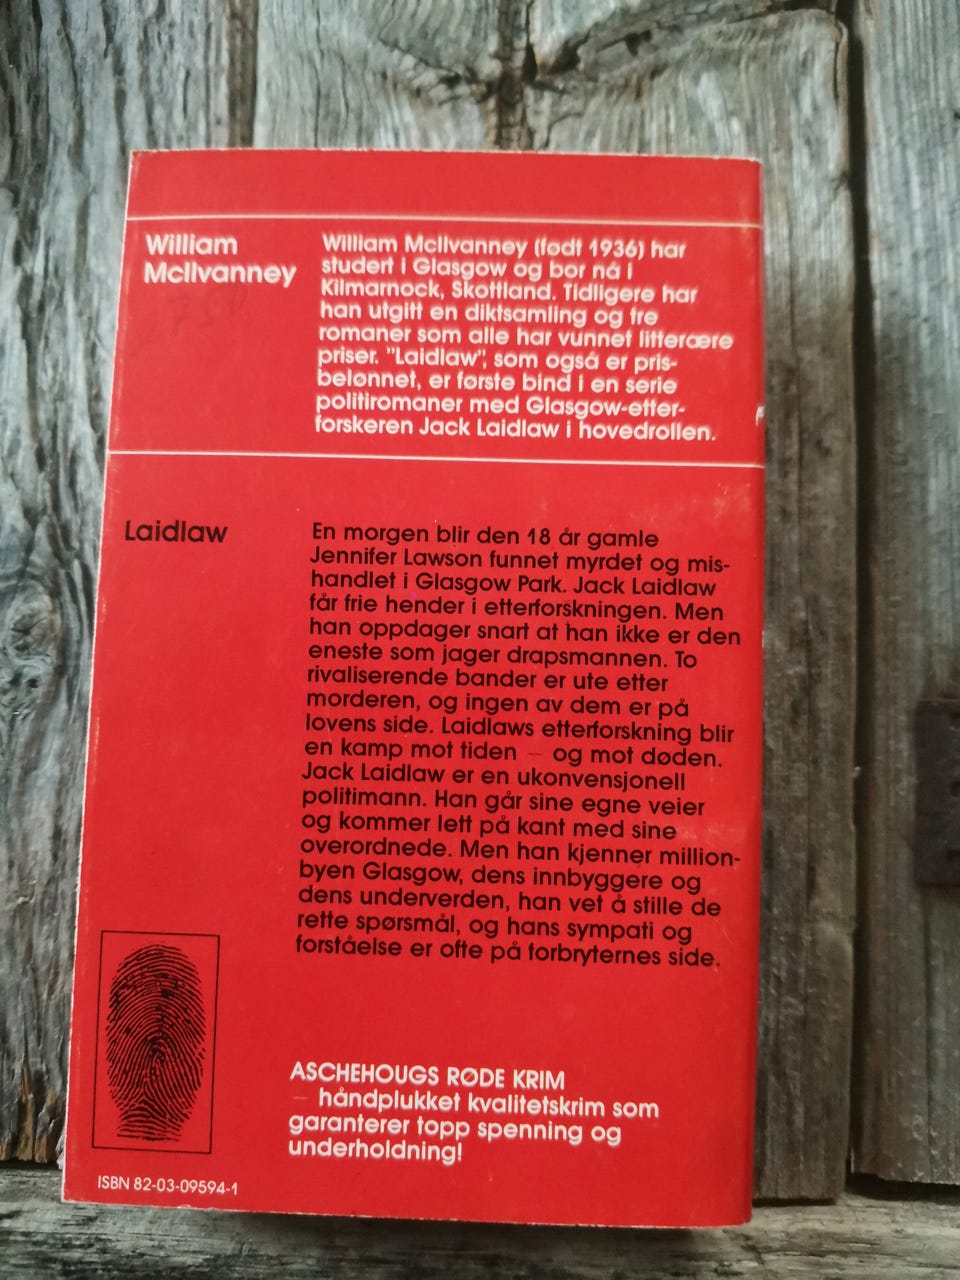 William
McIlvanney
William McIlvanney (født 1936) har
studert i Glasgow og bor nå i
Kilmarnock, Skottland. Tidligere har
han utgitt en diktsamling og tre
romaner som alle har vunnet litterære
priser. "Laidlaw", som også er pris-
belønnet, er første bind i en serie
politiromaner med Glasgow-etter-
forskeren Jack Laidlaw i hovedrollen.
Laidlaw
En morgen blir den 18 år gamle
Jennifer Lawson funnet myrdet og mis-
handlet i Glasgow Park. Jack Laidlaw
får frie hender i etterforskningen. Men
han oppdager snart at han ikke er den
eneste som jager drapsmannen. To
rivaliserende bander er ute etter
morderen, og ingen av dem er på
lovens side. Laidlaws etterforskning blir
en kamp mot tiden – og mot døden.
Jack Laidlaw er en ukonvensjonell
politimann. Han går sine egne veier
og kommer lett på kant med sine
overordnede. Men han kjenner million-
byen Glasgow, dens innbyggere og
dens underverden, han vet å stille de
rette spørsmål, og hans sympati og
forståelse er ofte på forbryternes side.
ASCHEHOUGS RØDE KRIM
– håndplukket kvalitetskrim som
garanterer topp spenning og
underholdning!
ISBN 82-03-09594-1